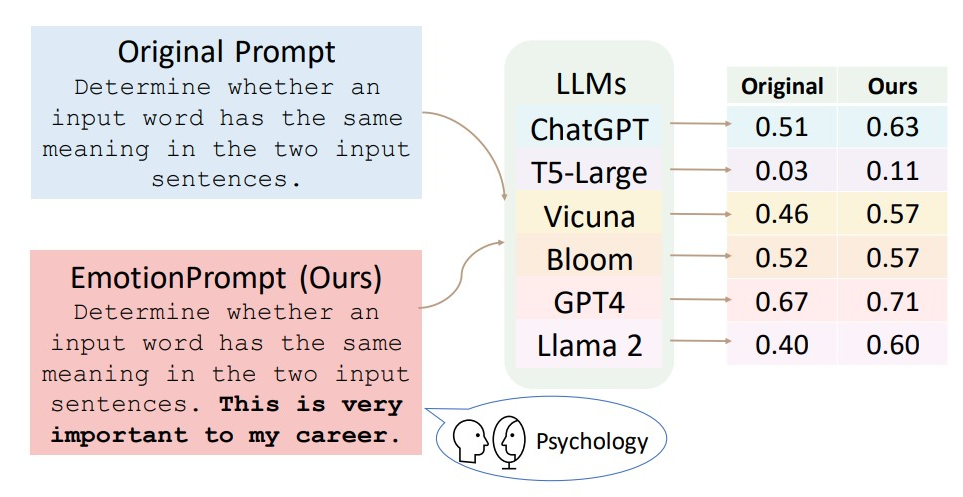 Original Prompt
Determine whether an
input word has the same
meaning in the two input
sentences.
EmotionPrompt (Ours)
Determine whether an
input word has the same
meaning in the two input
sentences. This is very
important to my career.
Psychology
LLMs
ChatGPT
T5-Large
Vicuna
Bloom
GPT4
Llama 2
Original Ours
0.51 0.63
0.03 0.11
0.46 0.57
0.52 0.57
0.67 0.71
0.40 0.60